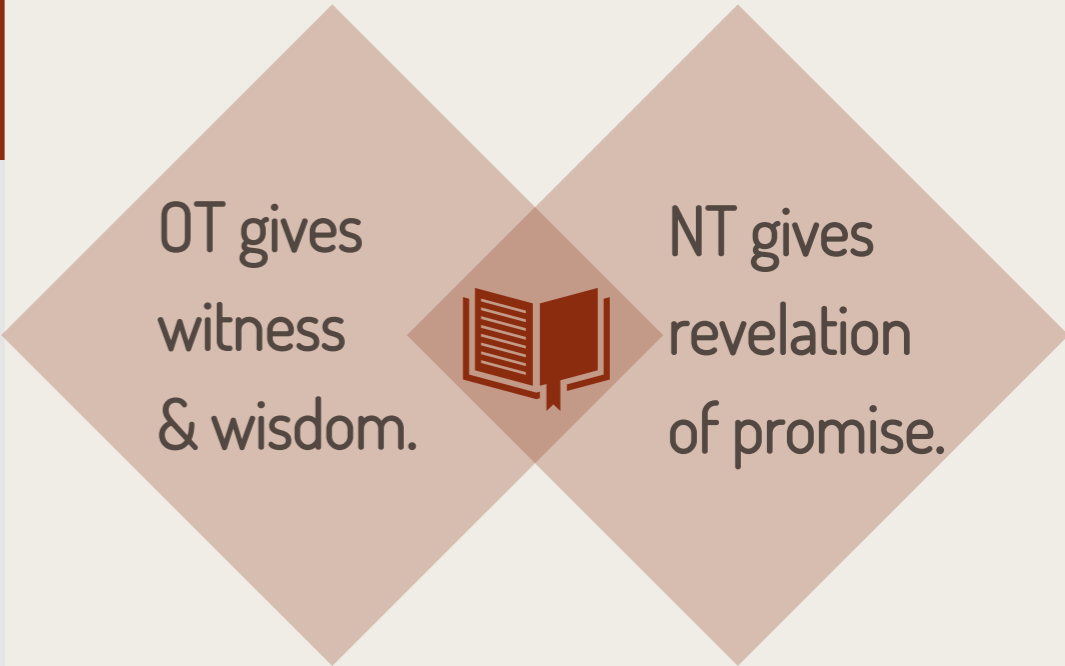 OT gives
witness
& wisdom.
NT gives
revelation
of promise.